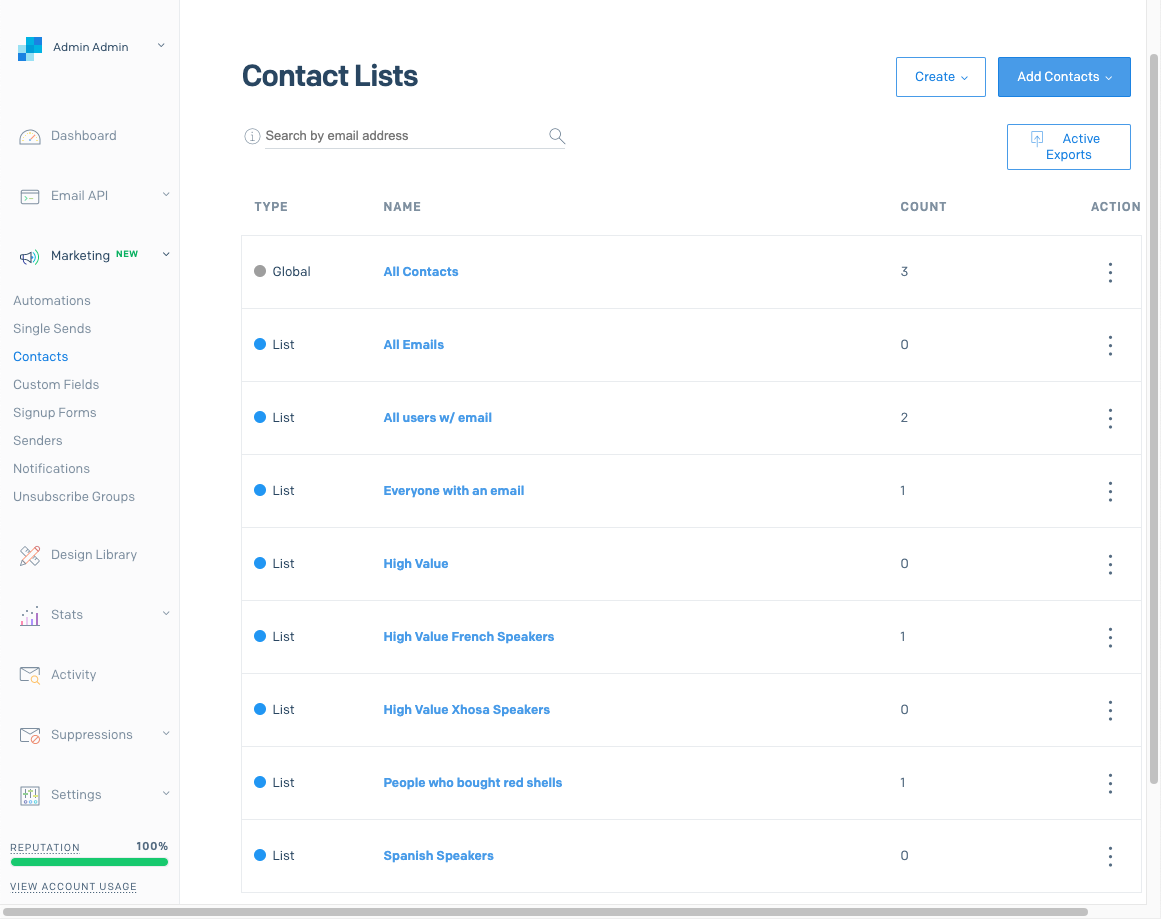 Admin Admin
Dashboard
Email API
Marketing NEW
Automations
Single Sends
Contacts
Custom Fields
Signup Forms
Senders
Notifications
Unsubscribe Groups
Design Library
Stats
Activity
Suppressions
Settings
REPUTATION 100%
VIEW ACCOUNT USAGE
Contact Lists
Create
Add Contacts
Search by email address
Active
Exports
TYPE NAME COUNT ACTION
Global All Contacts 3
List All Emails 0
List All users w/ email 2
List Everyone with an email 1
List High Value 0
List High Value French Speakers 1
List High Value Xhosa Speakers 0
List People who bought red shells 1
List Spanish Speakers 0